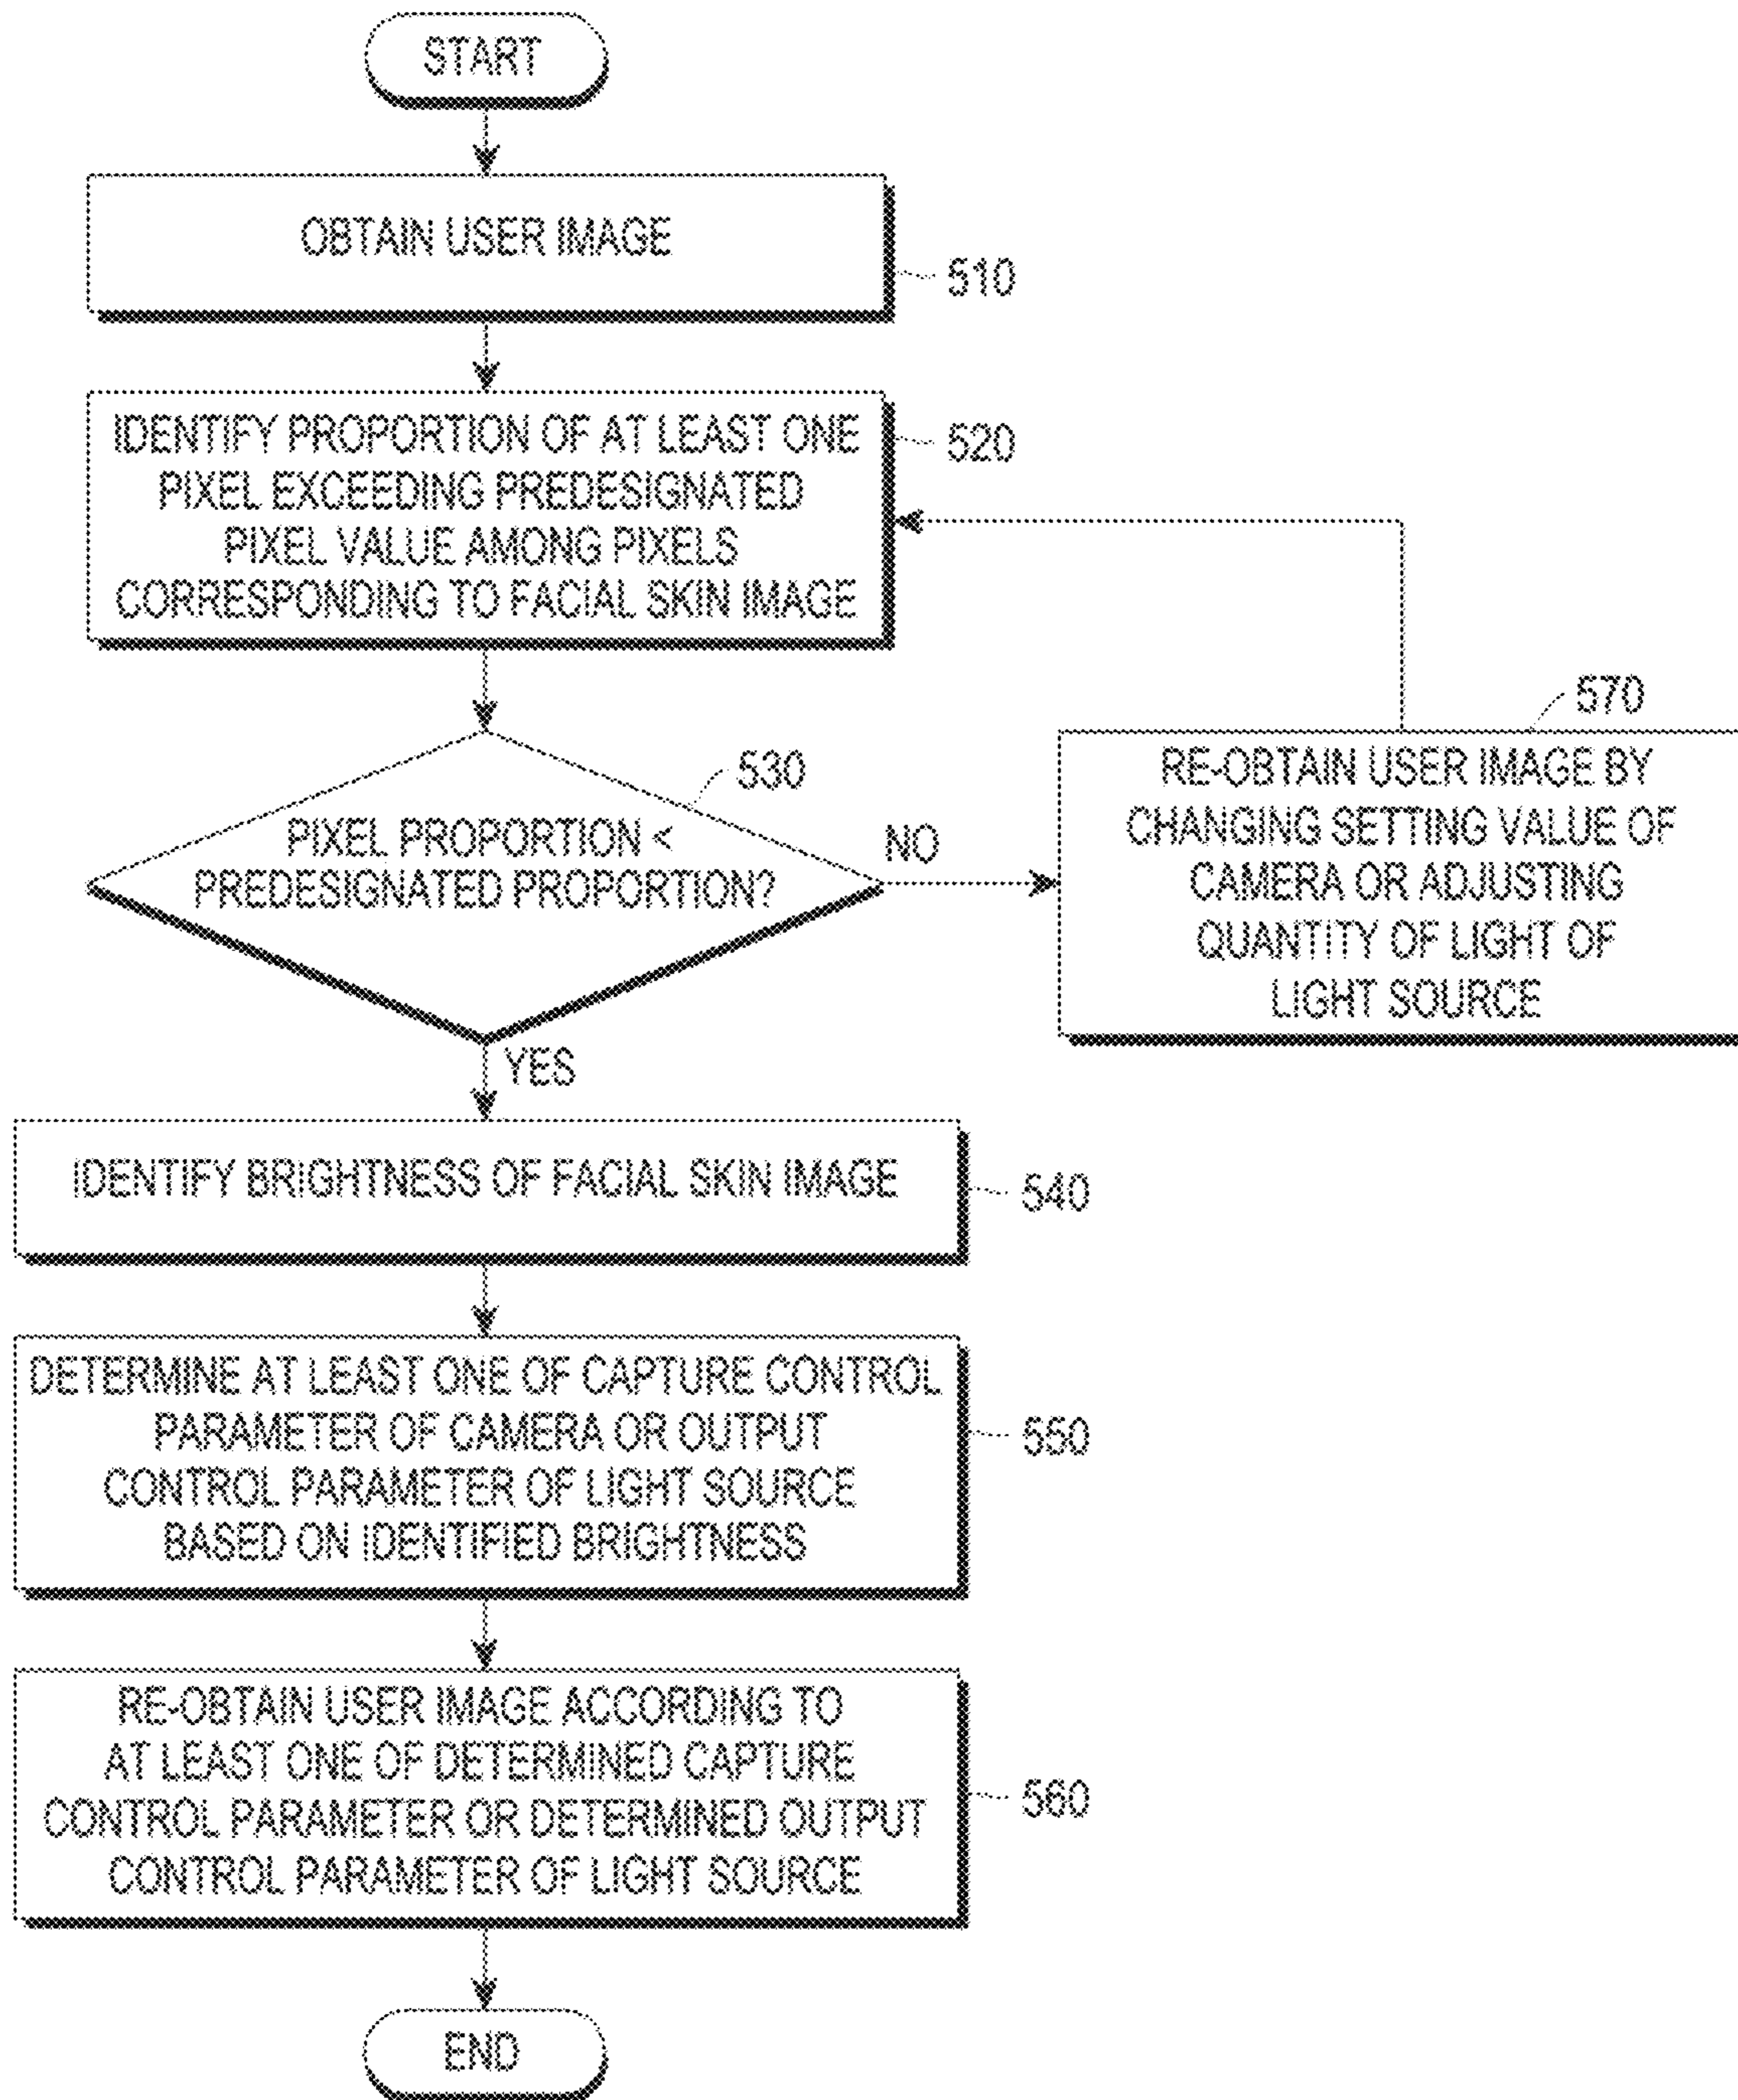 START
OBTAIN USER IMAGE
510
IDENTIFY PROPORTION OF AT LEAST ONE
PIXEL EXCEEDING PREDESIGNATED
PIXEL VALUE AMONG PIXELS
CORRESPONDING TO FACIAL SKIN IMAGE
520
530
PIXEL PROPORTION <
PREDESIGNATED PROPORTION?
NO
570
RE-OBTAIN USER IMAGE BY
CHANGING SETTING VALUE OF
CAMERA OR ADJUSTING
QUANTITY OF LIGHT OF
LIGHT SOURCE
YES
IDENTIFY BRIGHTNESS OF FACIAL SKIN IMAGE
540
DETERMINE AT LEAST ONE OF CAPTURE CONTROL
PARAMETER OF CAMERA OR OUTPUT
CONTROL PARAMETER OF LIGHT SOURCE
BASED ON IDENTIFIED BRIGHTNESS
550
RE-OBTAIN USER IMAGE ACCORDING TO
AT LEAST ONE OF DETERMINED CAPTURE
CONTROL PARAMETER OR DETERMINED OUTPUT
CONTROL PARAMETER OF LIGHT SOURCE
560
END